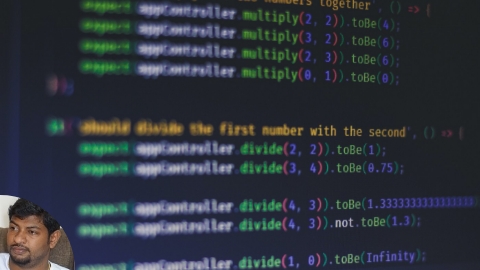 numbers together', () => {
expect(appController.multiply(2, 2)).toBe(4);
expect(appController.multiply(3, 2)).toBe(6);
expect(appController.multiply(2, 3)).toBe(6);
expect(appController.multiply(0, 1)).toBe(0);
should divide the first number with the second', () => {
expect(appController.divide(2, 2)).toBe(1);
expect(appController.divide(3, 4)).toBe(0.75);
expect(appController.divide(4, 3)).toBe(1.3333333333333333
expect(appController.divide(4, 3)).not.toBe(1.3);
expect(appController.divide(1, 0)).toBe(Infinity);